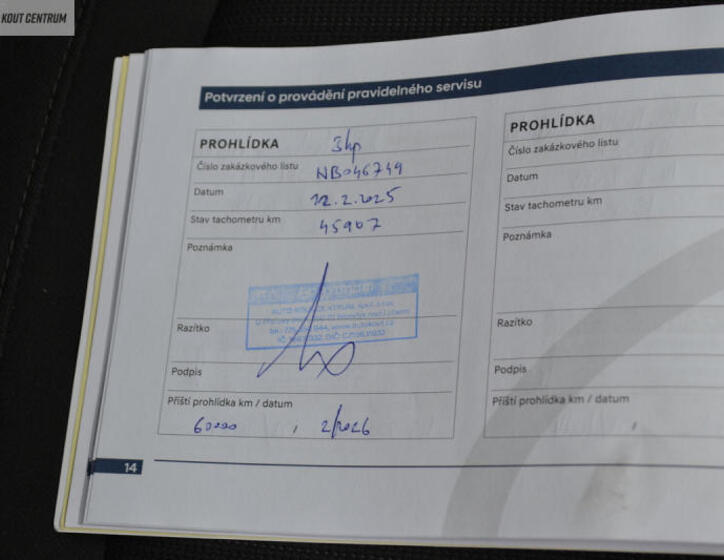 KOUT CENTRUM
Potvrzení o provádění pravidelného servisu
PROHLÍDKA 3hp
Číslo zakázkového listu NB046749
Datum 12.2.2025
Stav tachometru km 45907
Poznámka
Razítko
Podpis
Příští prohlídka km / datum
60000 , 2/2026
14
PROHLÍDKA
Číslo zakázkového listu
Datum
Stav tachometru km
Poznámka
Razítko
Podpis
Příští prohlídka km / datum
,